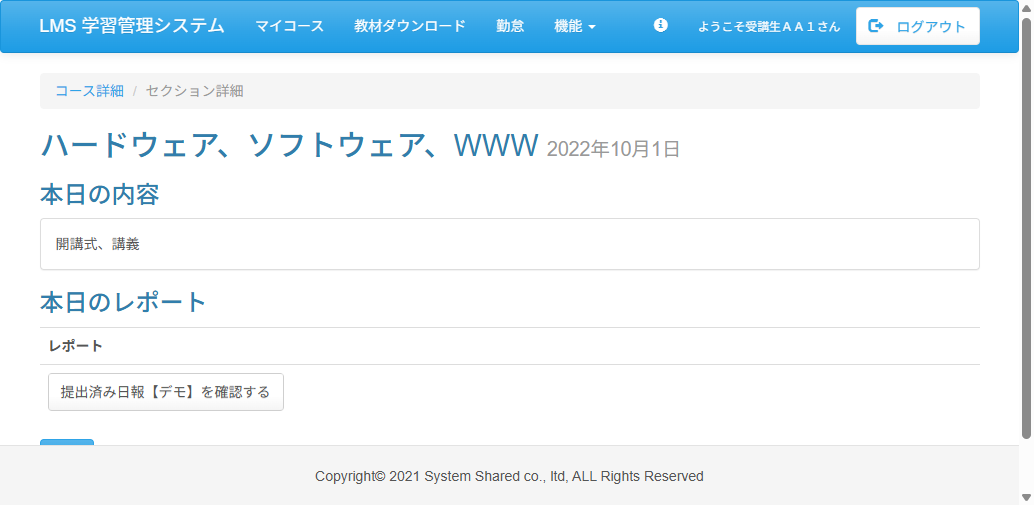 LMS 学習管理システム マイコース 教材ダウンロード 勤怠 機能 ようこそ受講生ＡＡ１さん ログアウト
コース詳細 / セクション詳細
ハードウェア、ソフトウェア、WWW 2022年10月1日
本日の内容
開講式、講義
本日のレポート
レポート
提出済み日報【デモ】を確認する
Copyright© 2021 System Shared co., ltd, ALL Rights Reserved